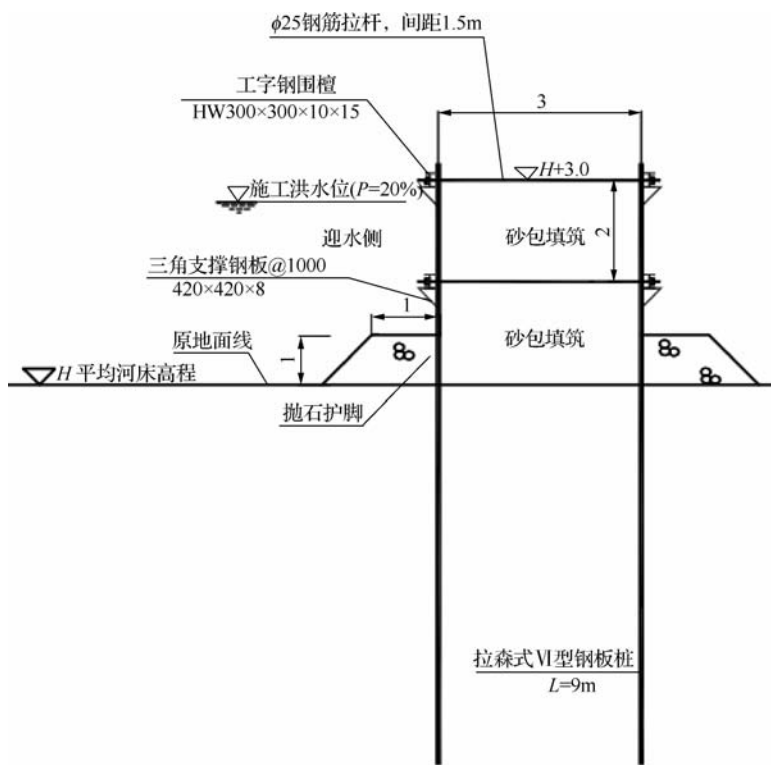 ϕ25钢筋拉杆，间距1.5m
工字钢围檀
HW300×300×10×15
3
H+3.0
施工洪水位(P=20%)
迎水侧
砂包填筑
2
三角支撑钢板@1000
420×420×8
1
原地面线
砂包填筑
1
H 平均河床高程
抛石护脚
拉森式Ⅵ型钢板桩
L=9m